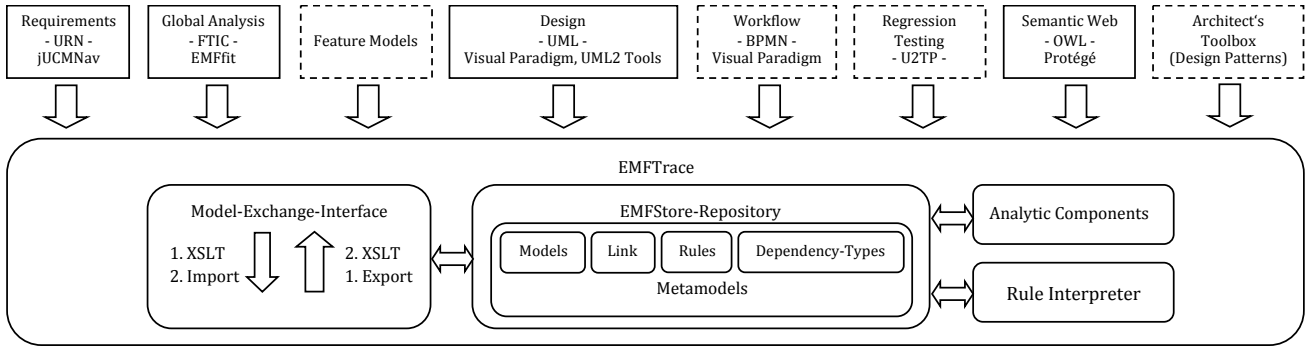 Requirements
- URN -
jUCMNav
Global Analysis
- FTIC -
EMFfit
Feature Models
Design
- UML -
Visual Paradigm, UML2 Tools
Workflow
- BPMN -
Visual Paradigm
Regression
Testing
- U2TP -
Semantic Web
- OWL -
Protégé
Architect's
Toolbox
(Design Patterns)
EMFTrace
Model-Exchange-Interface
1. XSLT
2. Import
2. XSLT
1. Export
EMFStore-Repository
Models
Link
Rules
Dependency-Types
Metamodels
Analytic Components
Rule Interpreter